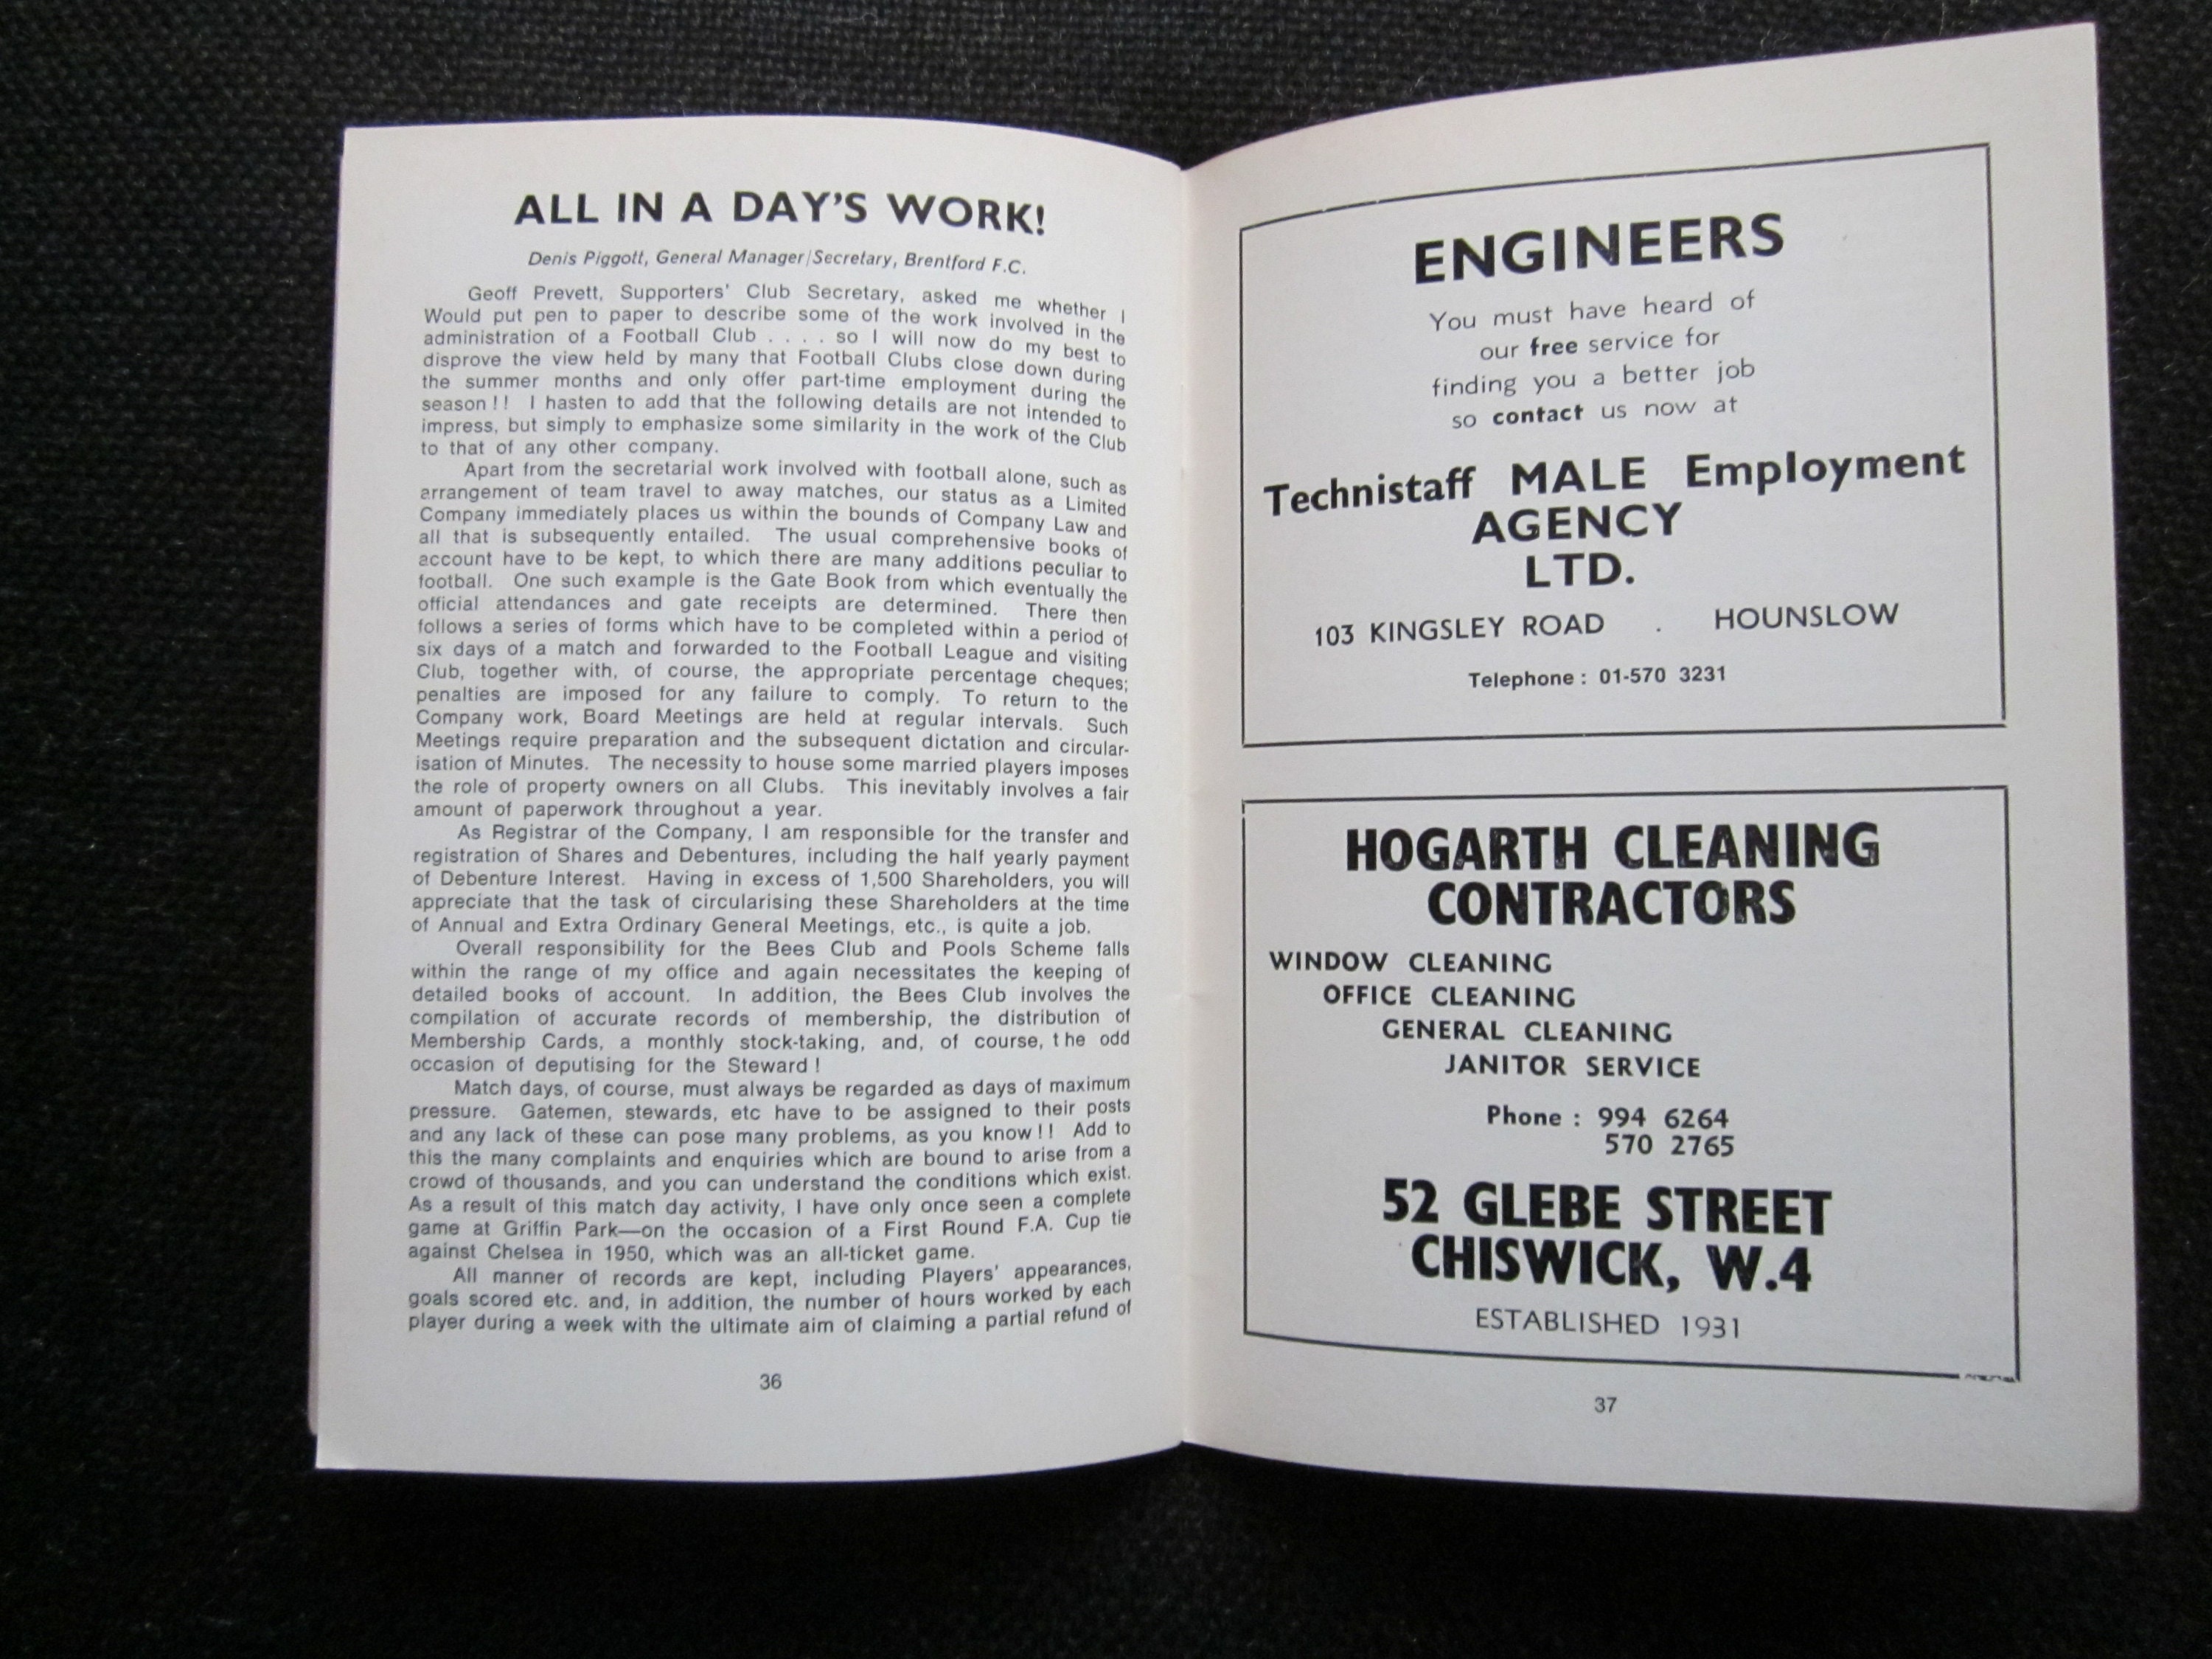 ALL IN A DAY'S WORK!
Denis Piggott, General Manager/Secretary, Brentford F.C.
Geoff Prevett, Supporters' Club Secretary, asked me whether I
Would put pen to paper to describe some of the work involved in the
administration of a Football Club . . . . so I will now do my best to
disprove the view held by many that Football Clubs close down during
the summer months and only offer part-time employment during the
season!! I hasten to add that the following details are not intended to
impress, but simply to emphasize some similarity in the work of the Club
to that of any other company.
Apart from the secretarial work involved with football alone, such as
arrangement of team travel to away matches, our status as a Limited
Company immediately places us within the bounds of Company Law and
all that is subsequently entailed. The usual comprehensive books of
account have to be kept, to which there are many additions peculiar to
football. One such example is the Gate Book from which eventually the
official attendances and gate receipts are determined. There then
follows a series of forms which have to be completed within a period of
six days of a match and forwarded to the Football League and visiting
Club, together with, of course, the appropriate percentage cheques;
penalties are imposed for any failure to comply. To return to the
Company work, Board Meetings are held at regular intervals. Such
Meetings require preparation and the subsequent dictation and circular-
isation of Minutes. The necessity to house some married players imposes
the role of property owners on all Clubs. This inevitably involves a fair
amount of paperwork throughout a year.
As Registrar of the Company, I am responsible for the transfer and
registration of Shares and Debentures, including the half yearly payment
of Debenture Interest. Having in excess of 1,500 Shareholders, you will
appreciate that the task of circularising these Shareholders at the time
of Annual and Extra Ordinary General Meetings, etc., is quite a job.
Overall responsibility for the Bees Club and Pools Scheme falls
within the range of my office and again necessitates the keeping of
detailed books of account. In addition, the Bees Club involves the
compilation of accurate records of membership, the distribution of
Membership Cards, a monthly stock-taking, and, of course, the odd
occasion of deputising for the Steward!
Match days, of course, must always be regarded as days of maximum
pressure. Gatemen, stewards, etc have to be assigned to their posts
and any lack of these can pose many problems, as you know!! Add to
this the many complaints and enquiries which are bound to arise from a
crowd of thousands, and you can understand the conditions which exist.
As a result of this match day activity, I have only once seen a complete
game at Griffin Park—on the occasion of a First Round F.A. Cup tie
against Chelsea in 1950, which was an all-ticket game.
All manner of records are kept, including Players' appearances,
goals scored etc. and, in addition, the number of hours worked by each
player during a week with the ultimate aim of claiming a partial refund of
36
ENGINEERS
You must have heard of
our free service for
finding you a better job
so contact us now at
Technistaff MALE Employment
AGENCY
LTD.
103 KINGSLEY ROAD . HOUNSLOW
Telephone: 01-570 3231
HOGARTH CLEANING
CONTRACTORS
WINDOW CLEANING
OFFICE CLEANING
GENERAL CLEANING
JANITOR SERVICE
Phone: 994 6264
570 2765
52 GLEBE STREET
CHISWICK, W.4
ESTABLISHED 1931
37